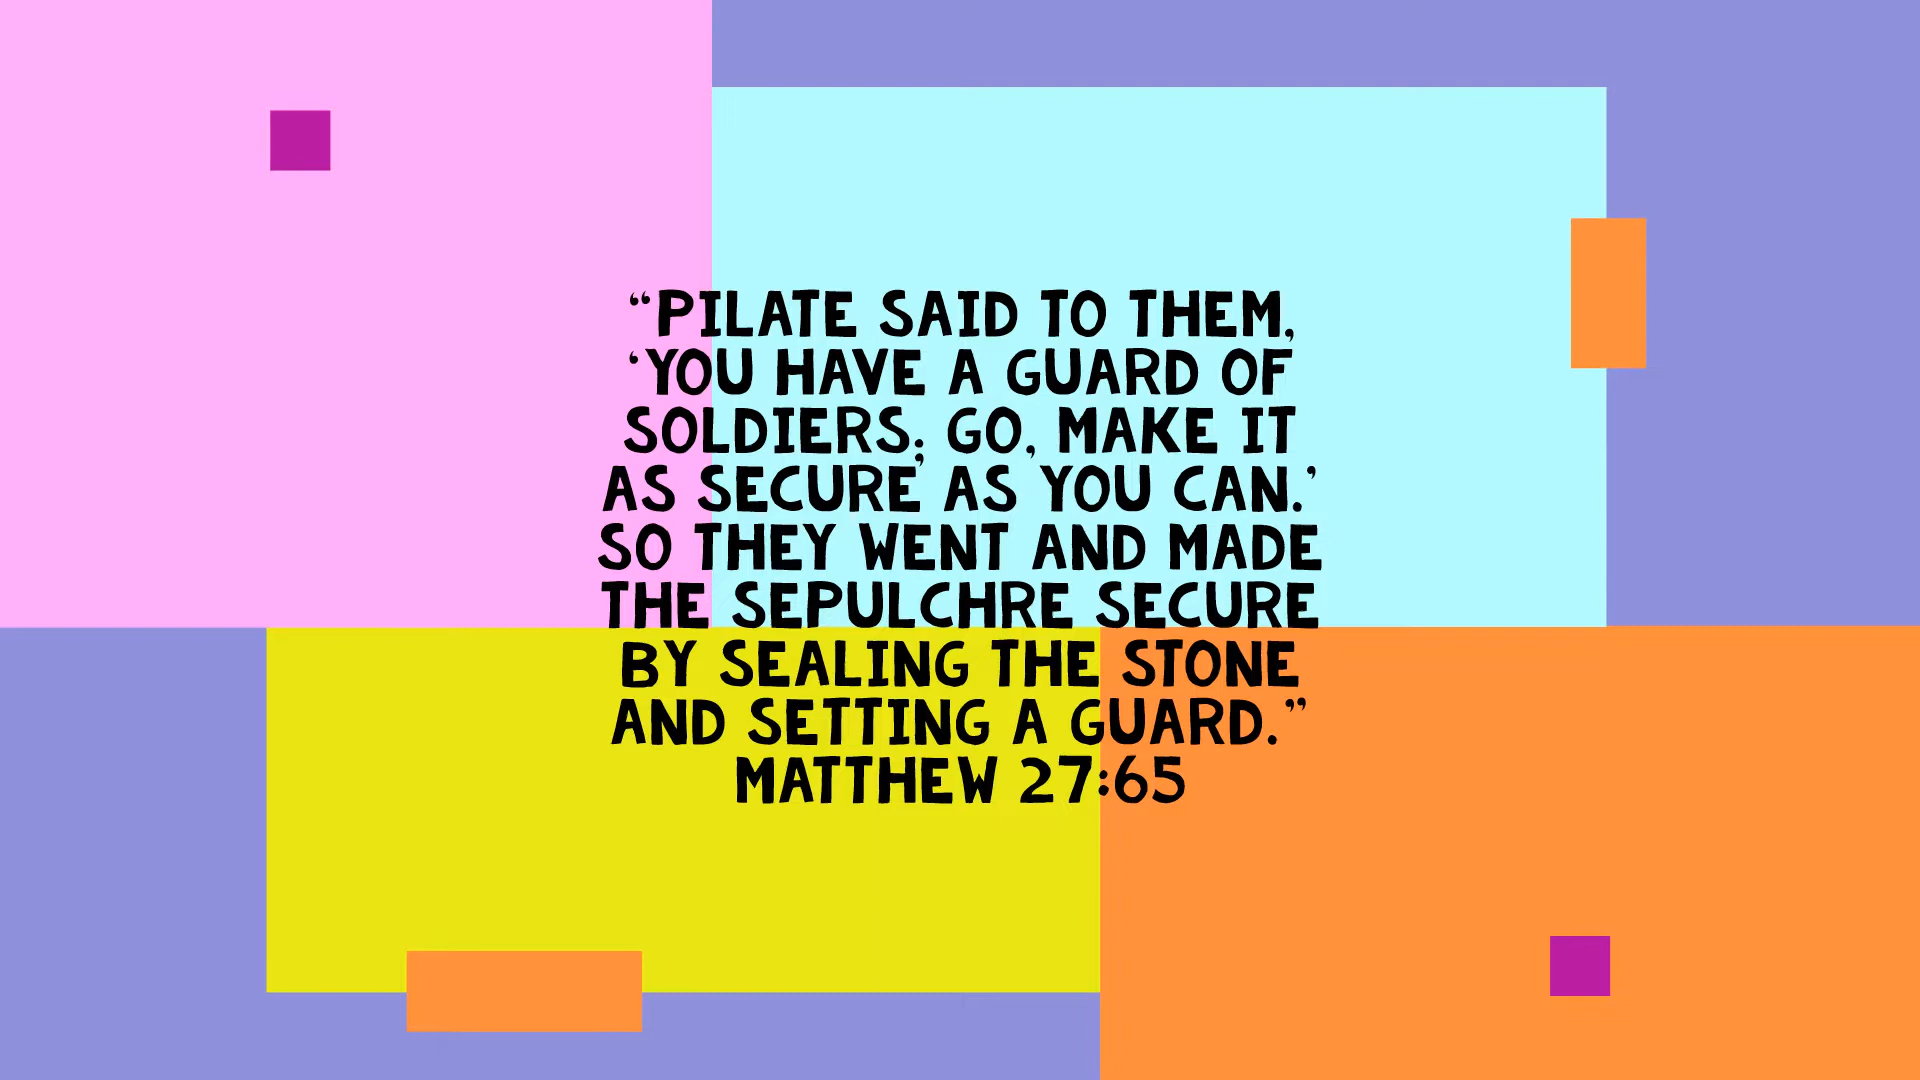 “PILATE SAID TO THEM,
‘YOU HAVE A GUARD OF
SOLDIERS; GO, MAKE IT
AS SECURE AS YOU CAN.’
SO THEY WENT AND MADE
THE SEPULCHRE SECURE
BY SEALING THE STONE
AND SETTING A GUARD.”
MATTHEW 27:65